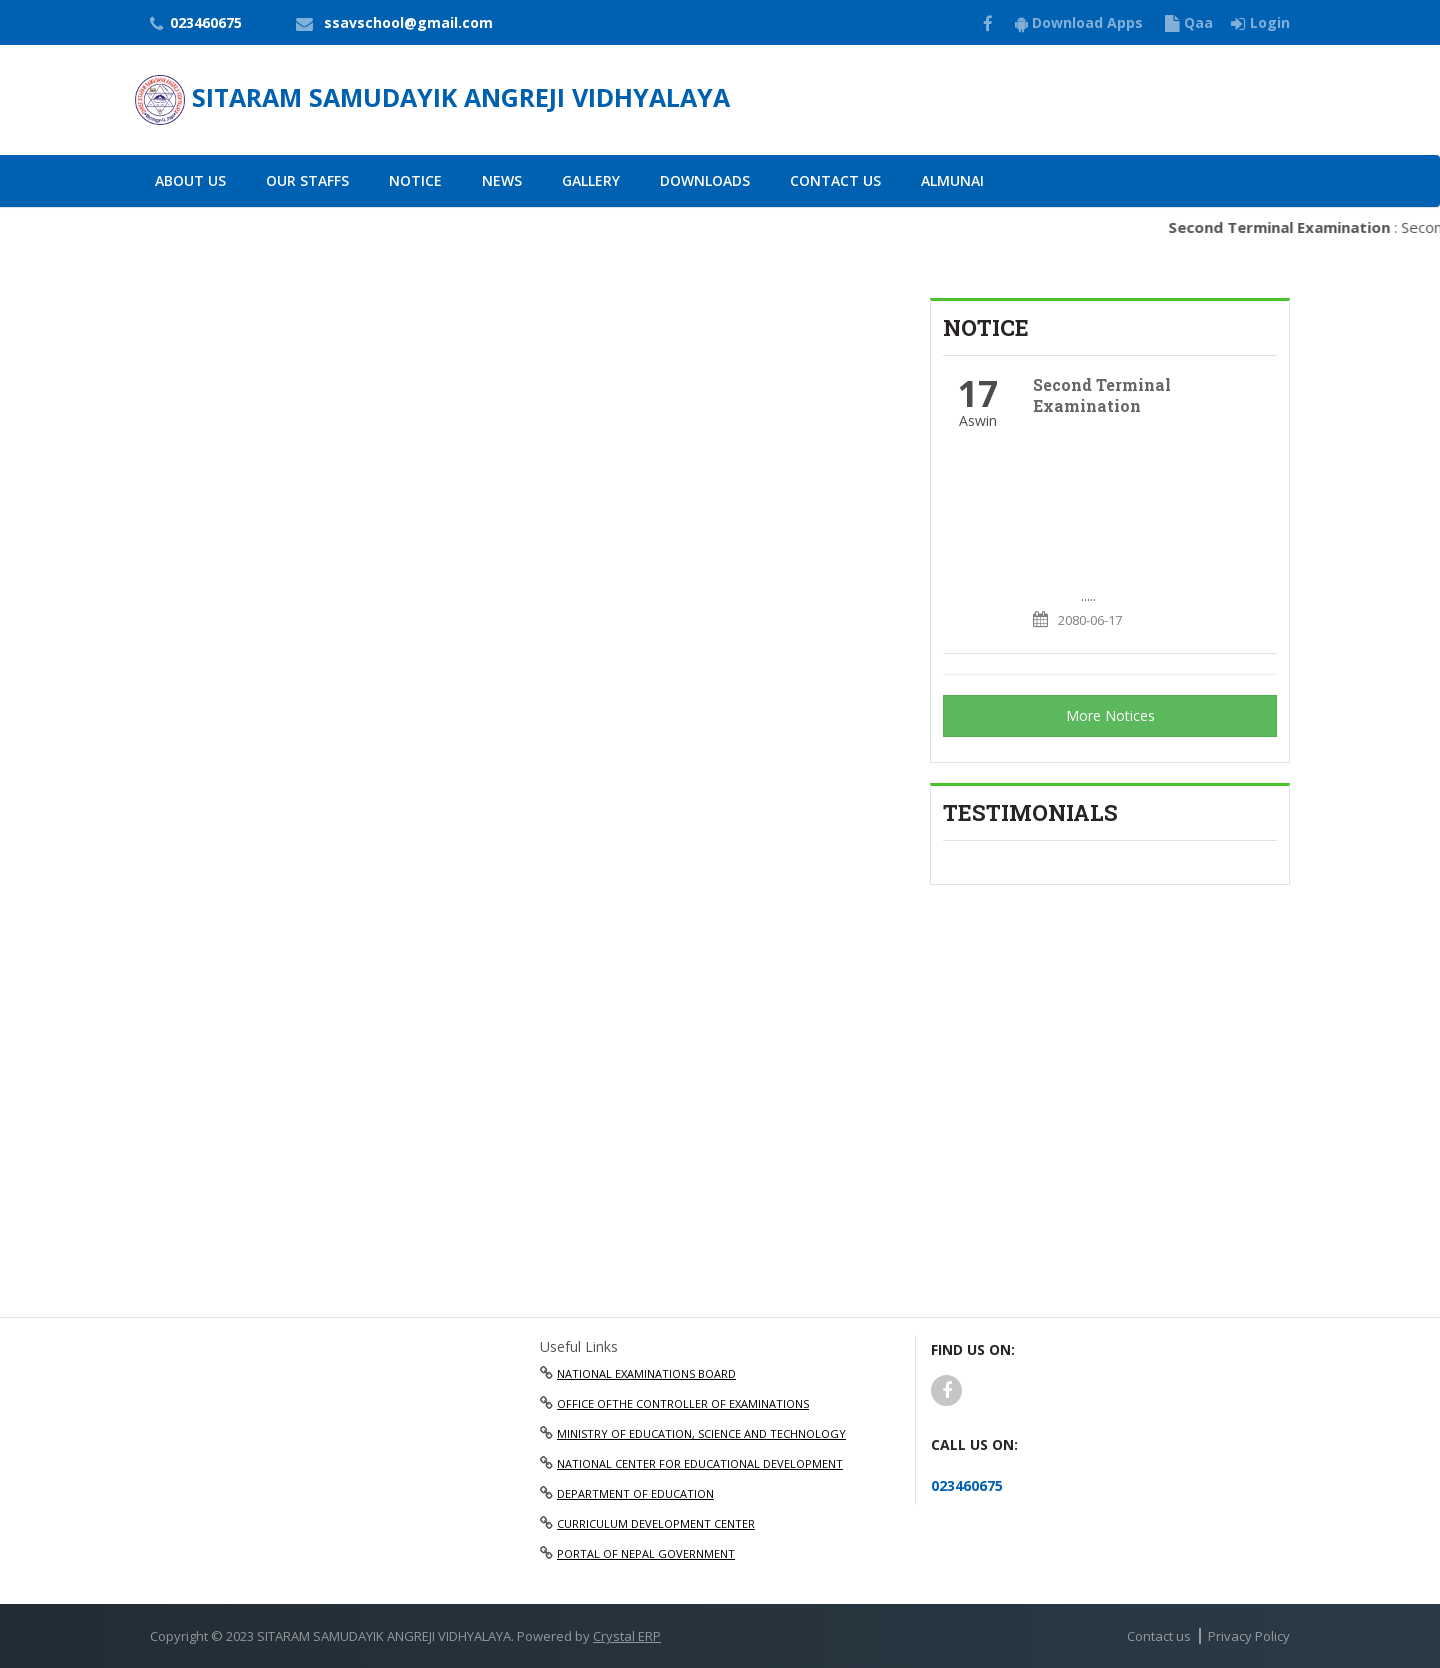 023460675
ssavschool@gmail.com
Download Apps
Qaa
Login
SITARAM SAMUDAYIK ANGREJI VIDHYALAYA
ABOUT US
OUR STAFFS
NOTICE
NEWS
GALLERY
DOWNLOADS
CONTACT US
ALMUNAI
Second Terminal Examination : Secon
NOTICE
17
Aswin
Second Terminal
Examination
.....
2080-06-17
More Notices
TESTIMONIALS
Useful Links
NATIONAL EXAMINATIONS BOARD
OFFICE OFTHE CONTROLLER OF EXAMINATIONS
MINISTRY OF EDUCATION, SCIENCE AND TECHNOLOGY
NATIONAL CENTER FOR EDUCATIONAL DEVELOPMENT
DEPARTMENT OF EDUCATION
CURRICULUM DEVELOPMENT CENTER
PORTAL OF NEPAL GOVERNMENT
FIND US ON:
CALL US ON:
023460675
Copyright © 2023 SITARAM SAMUDAYIK ANGREJI VIDHYALAYA. Powered by Crystal ERP
Contact us | Privacy Policy